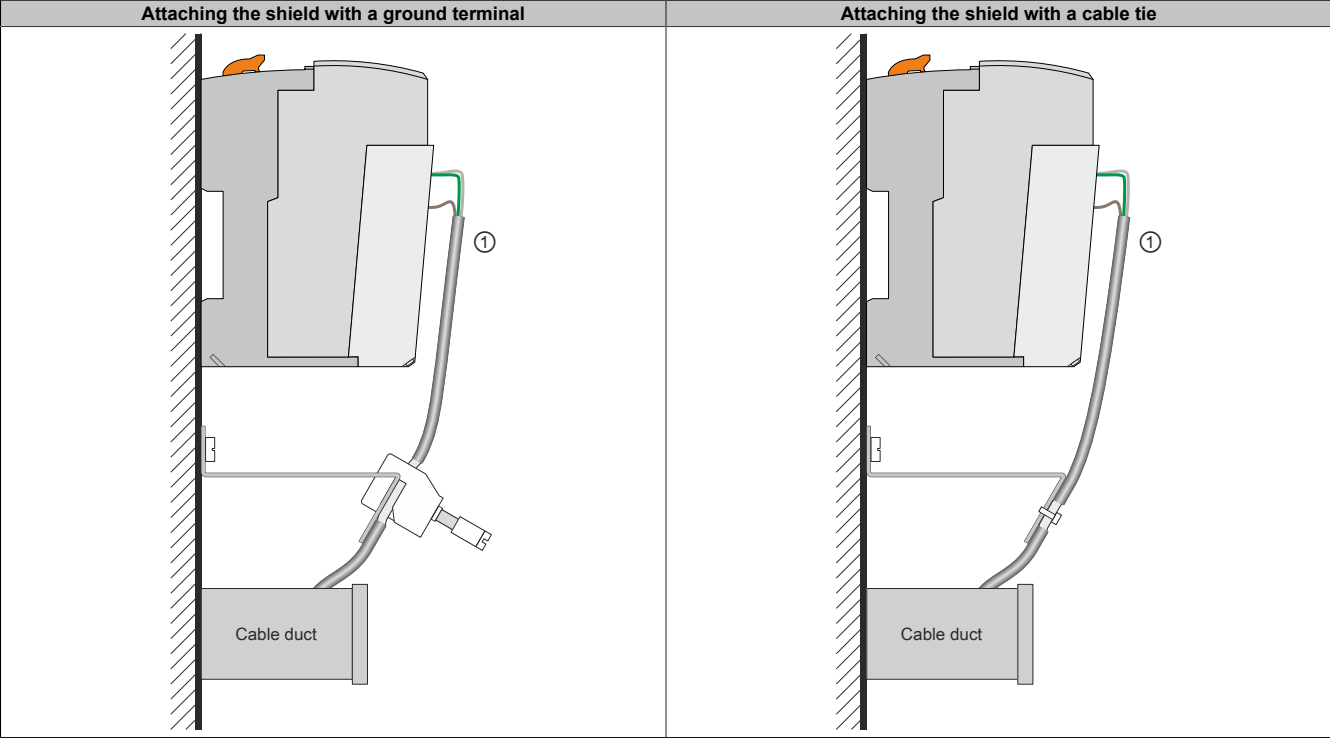 Attaching the shield with a ground terminal
Attaching the shield with a cable tie
①
①
Cable duct
Cable duct